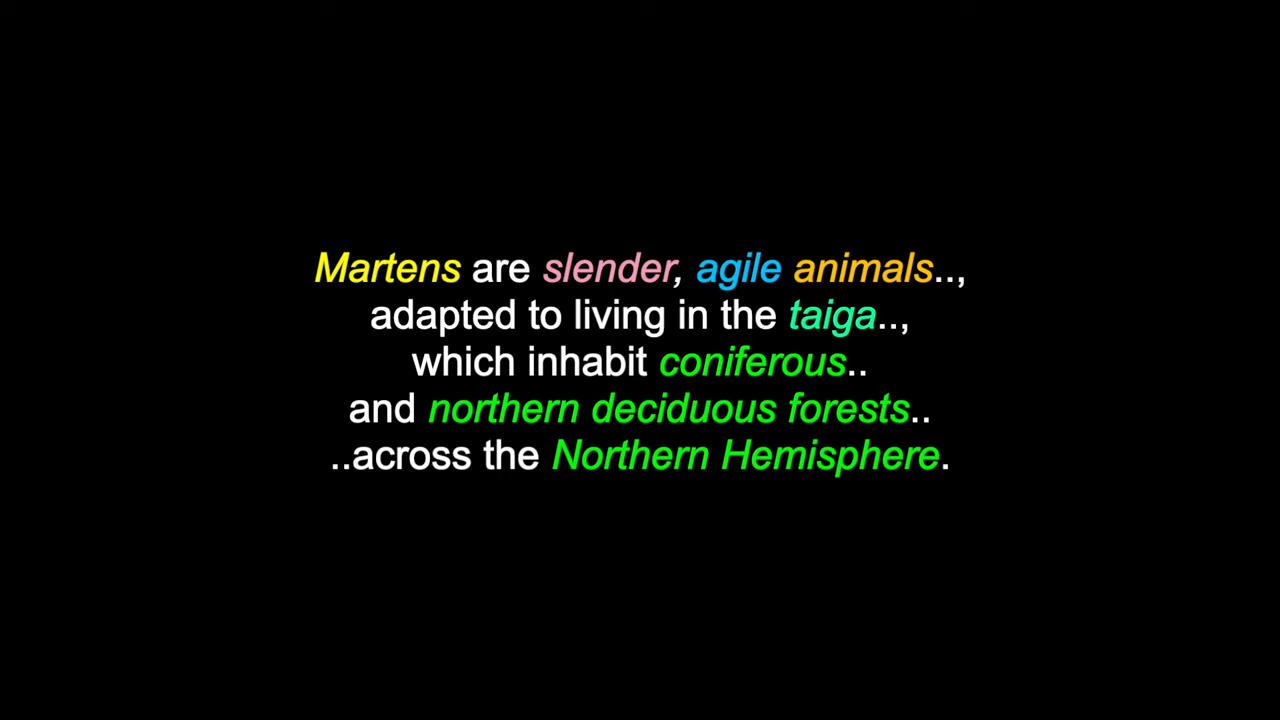 Martens are slender, agile animals..,
adapted to living in the taiga..,
which inhabit coniferous..
and northern deciduous forests..
..across the Northern Hemisphere.